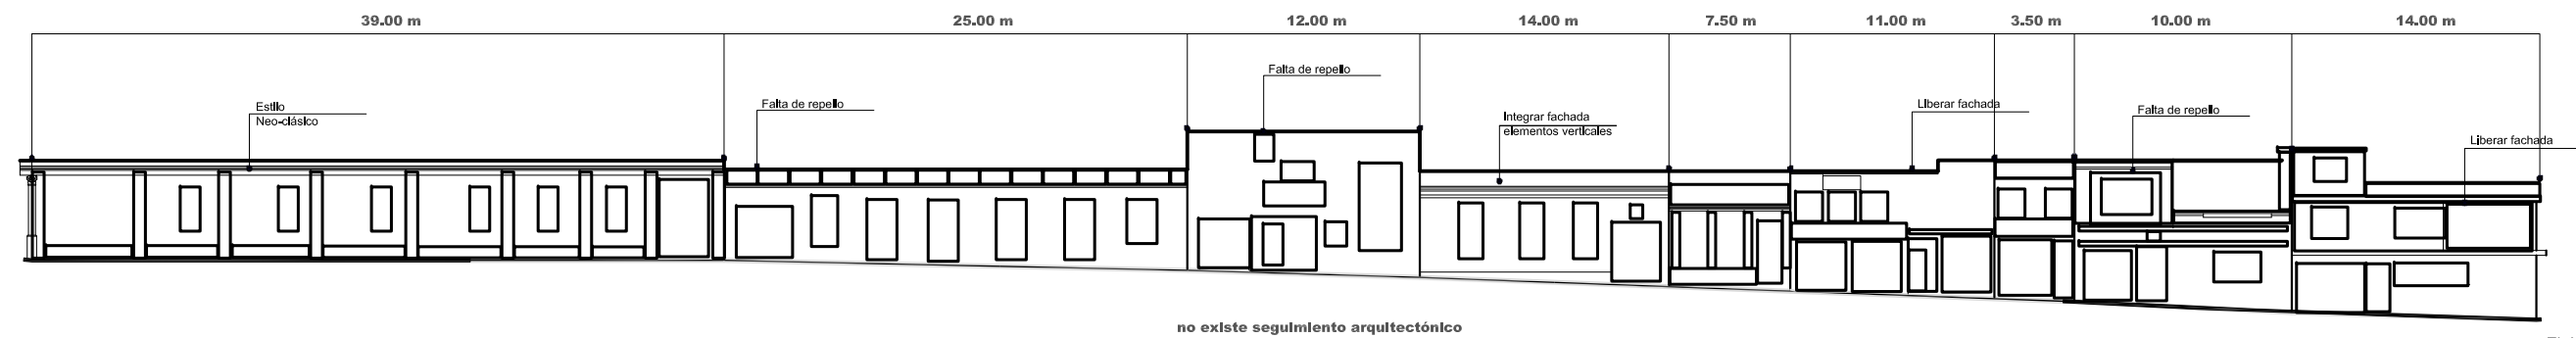 39.00 m
25.00 m
12.00 m
14.00 m
7.50 m
11.00 m
3.50 m
10.00 m
14.00 m
Estilo
Neo-clásico
Falta de repello
Falta de repello
Integrar fachada
elementos verticales
Liberar fachada
Falta de repello
Liberar fachada
no existe seguimiento arquitectónico